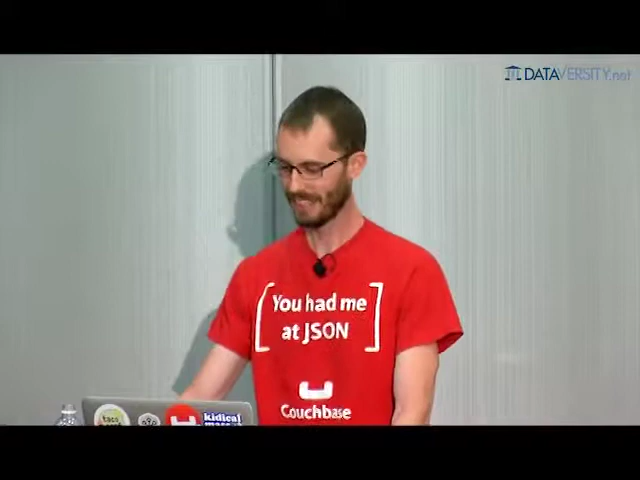 DATAVERSITY.net
[You had me
at JSON]
Couchbase
kidical